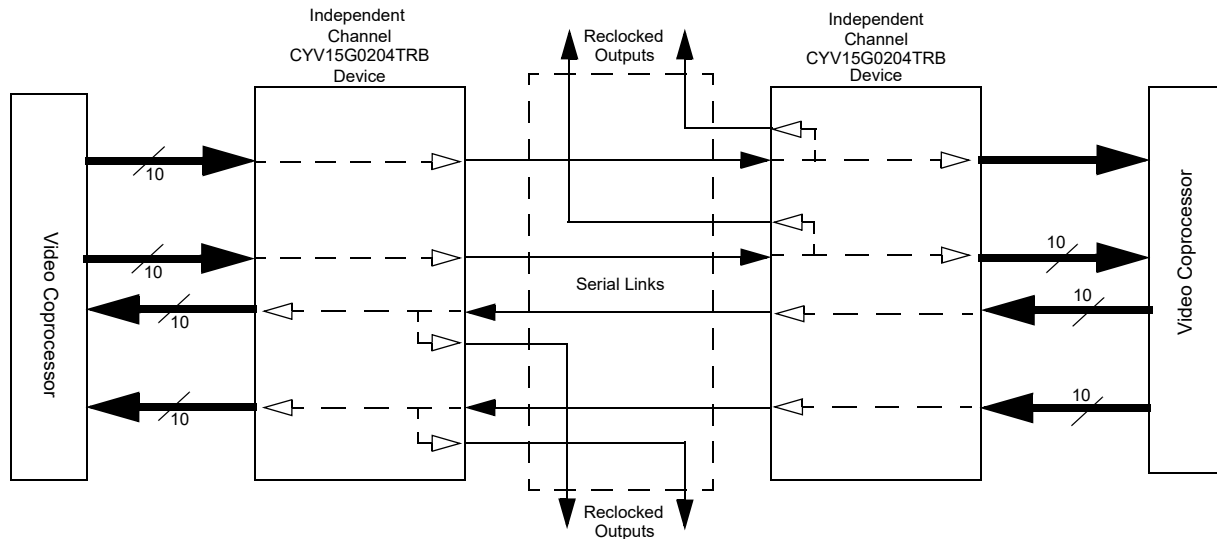 Independent
Channel
CYV15G0204TRB
Device
Reclocked
Outputs
Independent
Channel
CYV15G0204TRB
Device
Video Coprocessor
10
10
10
10
Serial Links
10
10
10
Video Coprocessor
Reclocked
Outputs